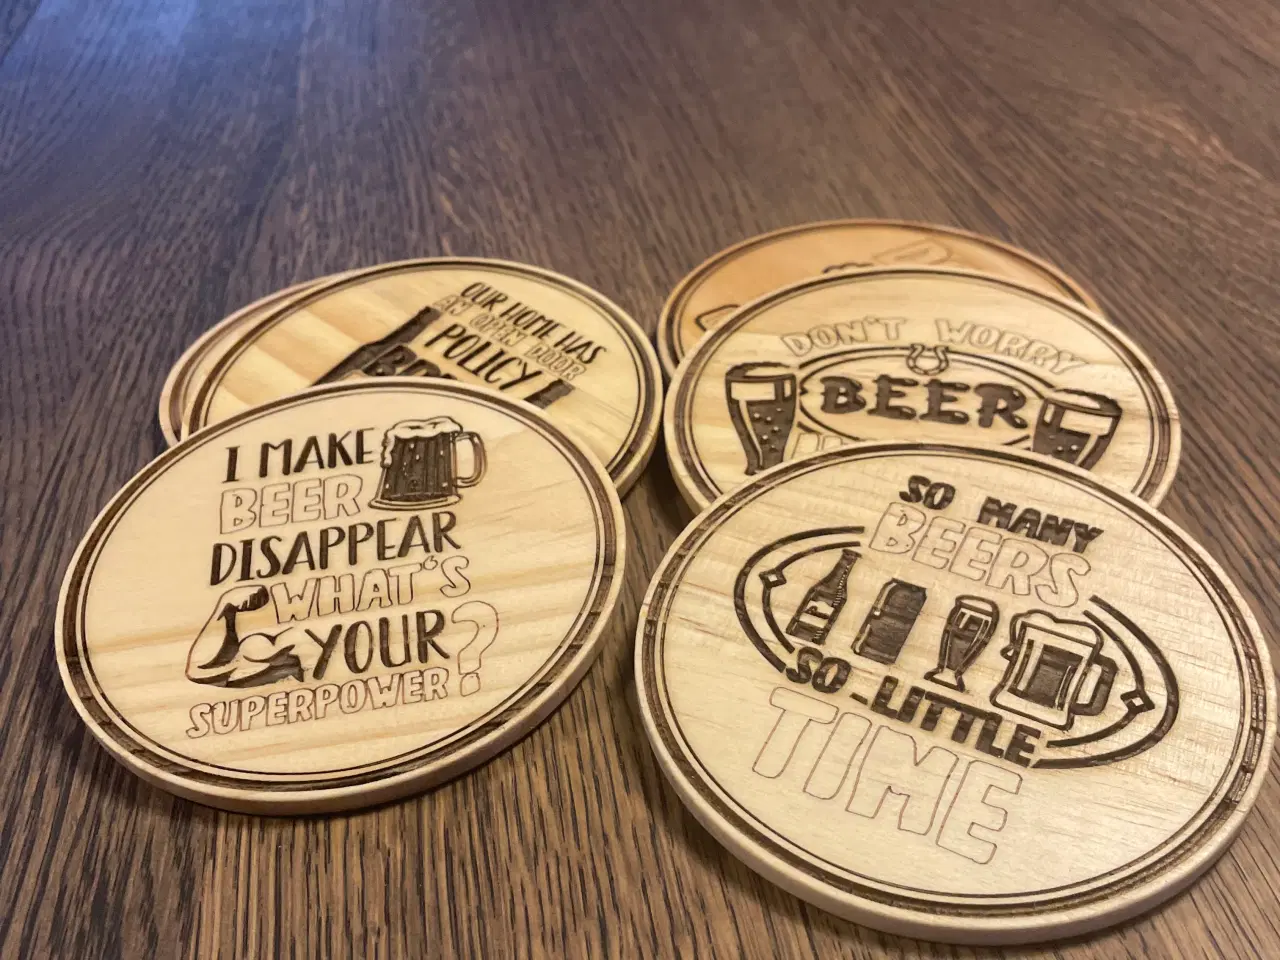 OUR HOME HAS
AN OPEN DOOR
POLICY
I MAKE
BEER
DISAPPEAR
WHAT'S
YOUR
SUPERPOWER?
DON'T WORRY
BEER
SO MANY
BEERS
SO LITTLE
TIME